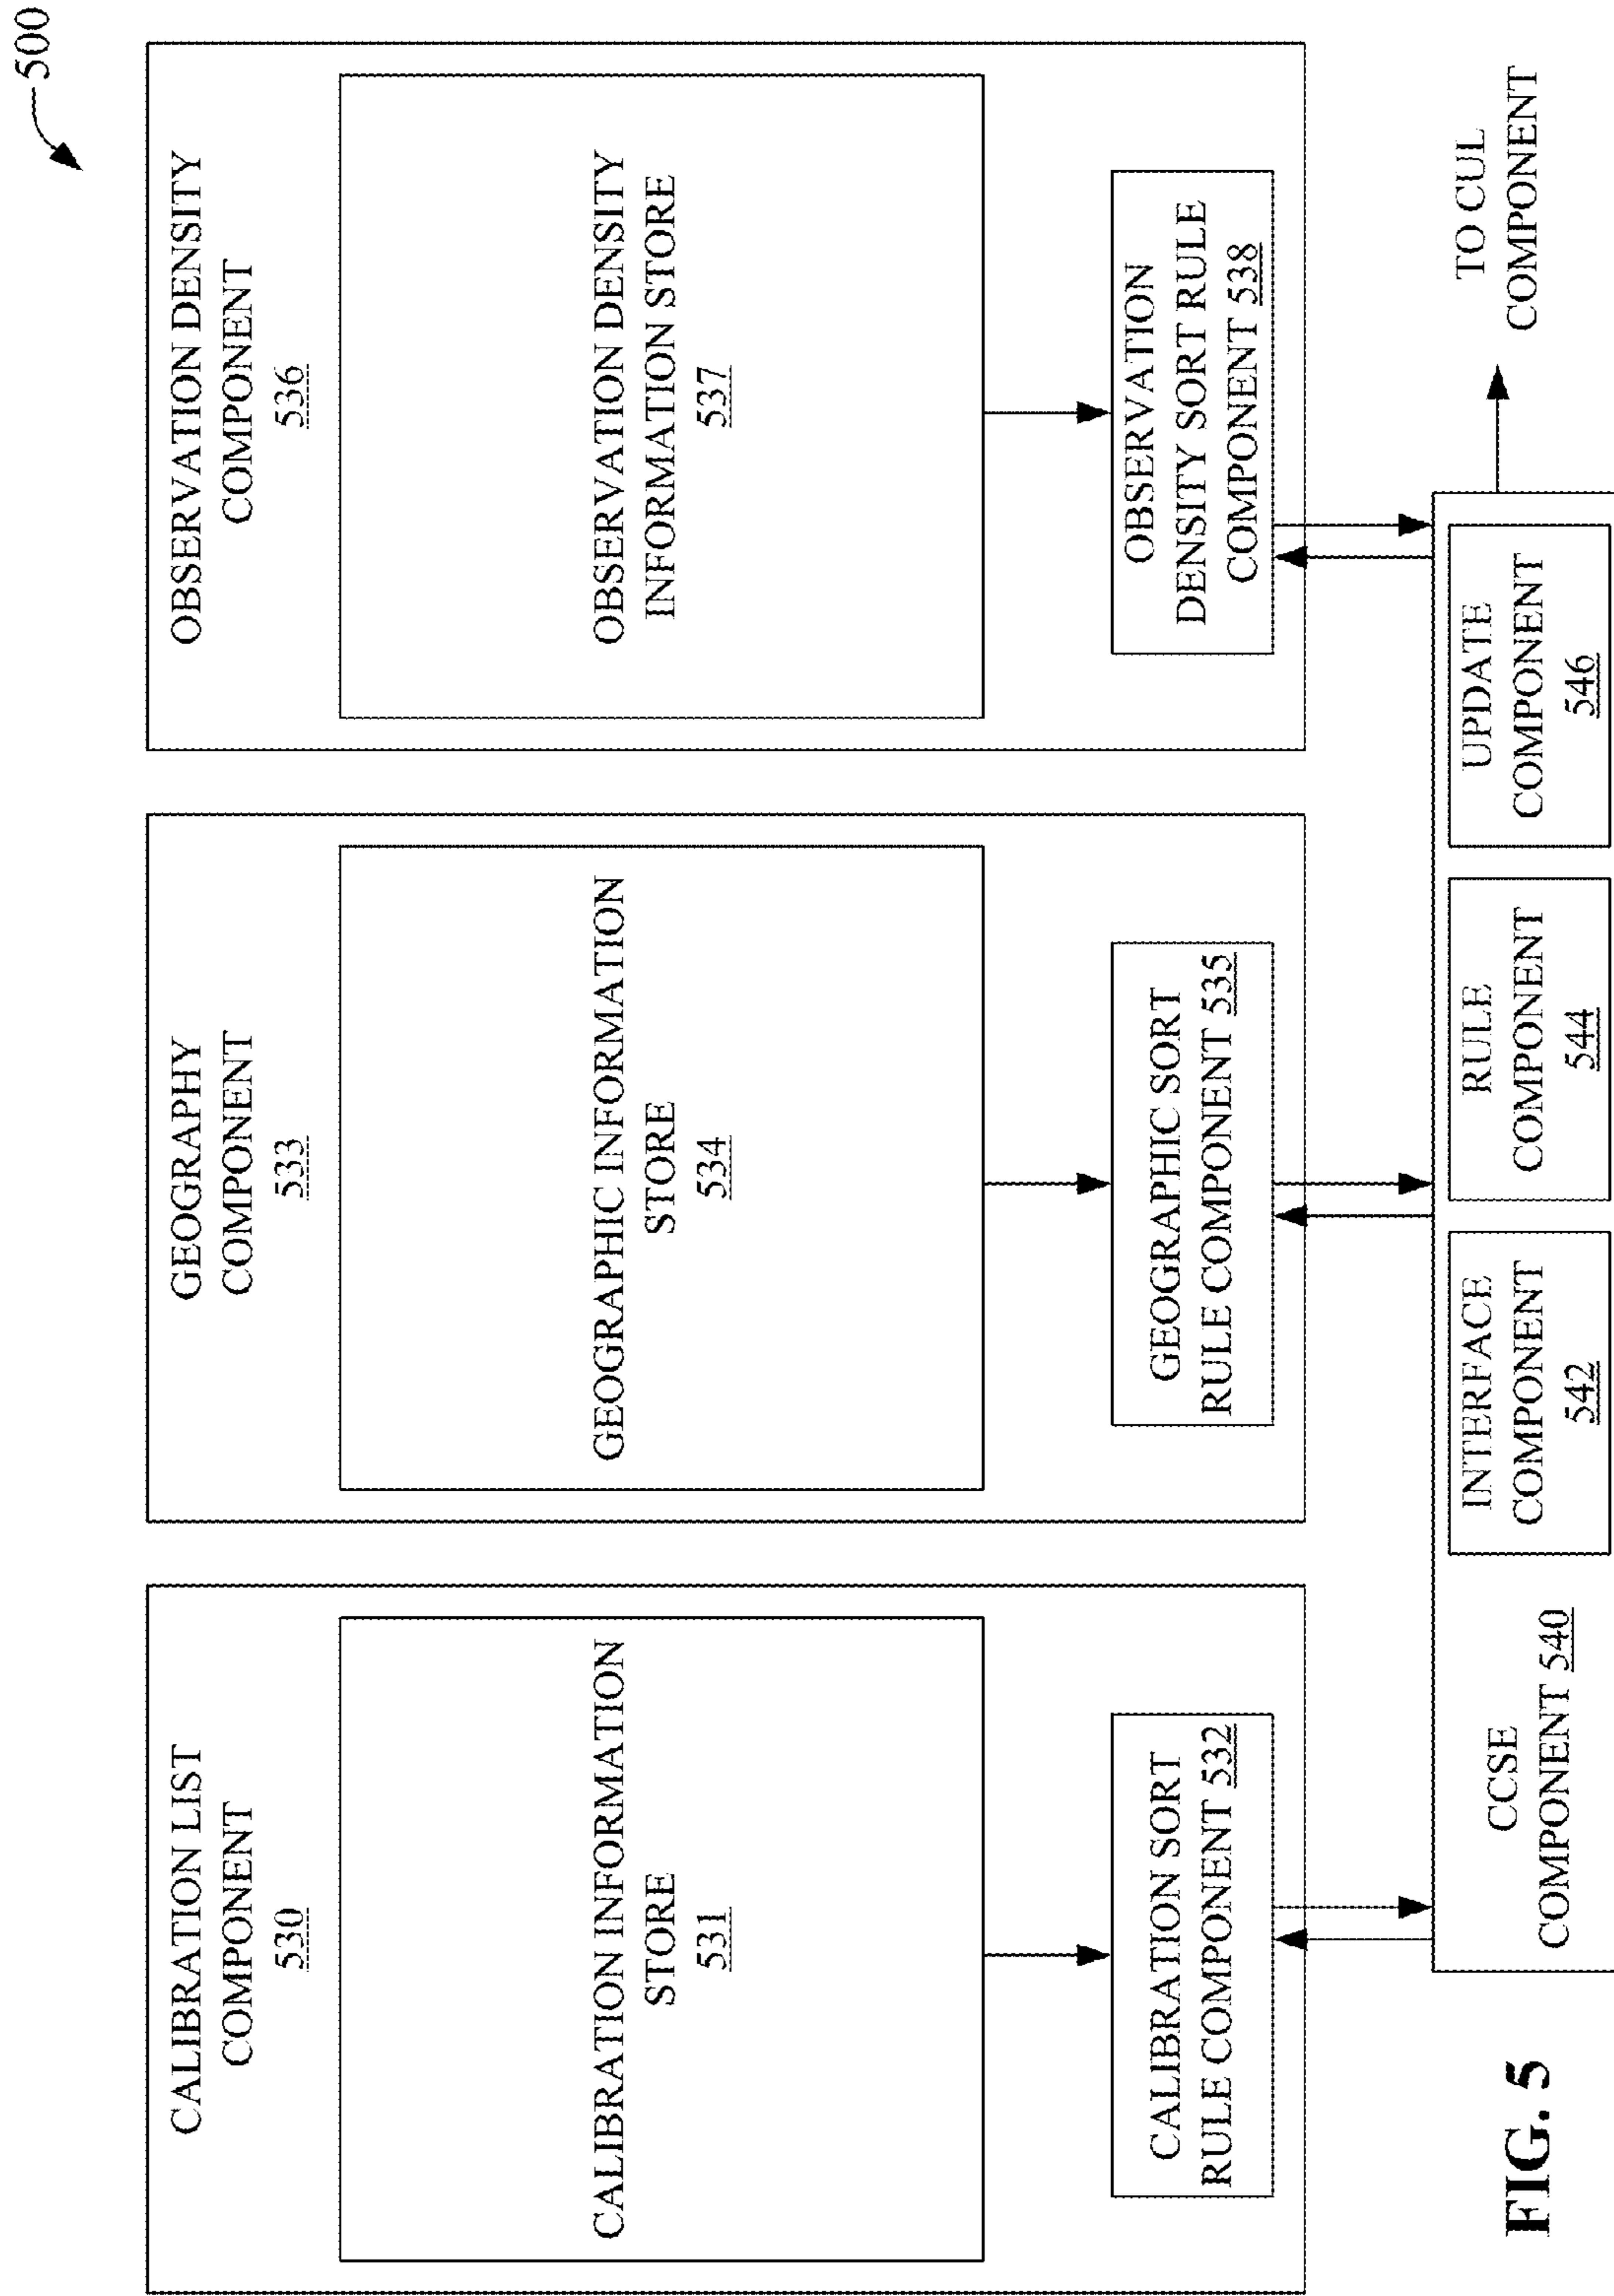 500
CALIBRATION LIST
COMPONENT
530
CALIBRATION INFORMATION
STORE
531
CALIBRATION SORT
RULE COMPONENT 532
GEOGRAPHY
COMPONENT
533
GEOGRAPHIC INFORMATION
STORE
534
GEOGRAPHIC SORT
RULE COMPONENT 535
OBSERVATION DENSITY
COMPONENT
536
OBSERVATION DENSITY
INFORMATION STORE
537
OBSERVATION
DENSITY SORT RULE
COMPONENT 538
CCSE
COMPONENT 540
INTERFACE
COMPONENT
542
RULE
COMPONENT
544
UPDATE
COMPONENT
546
TO CUL
COMPONENT
FIG. 5